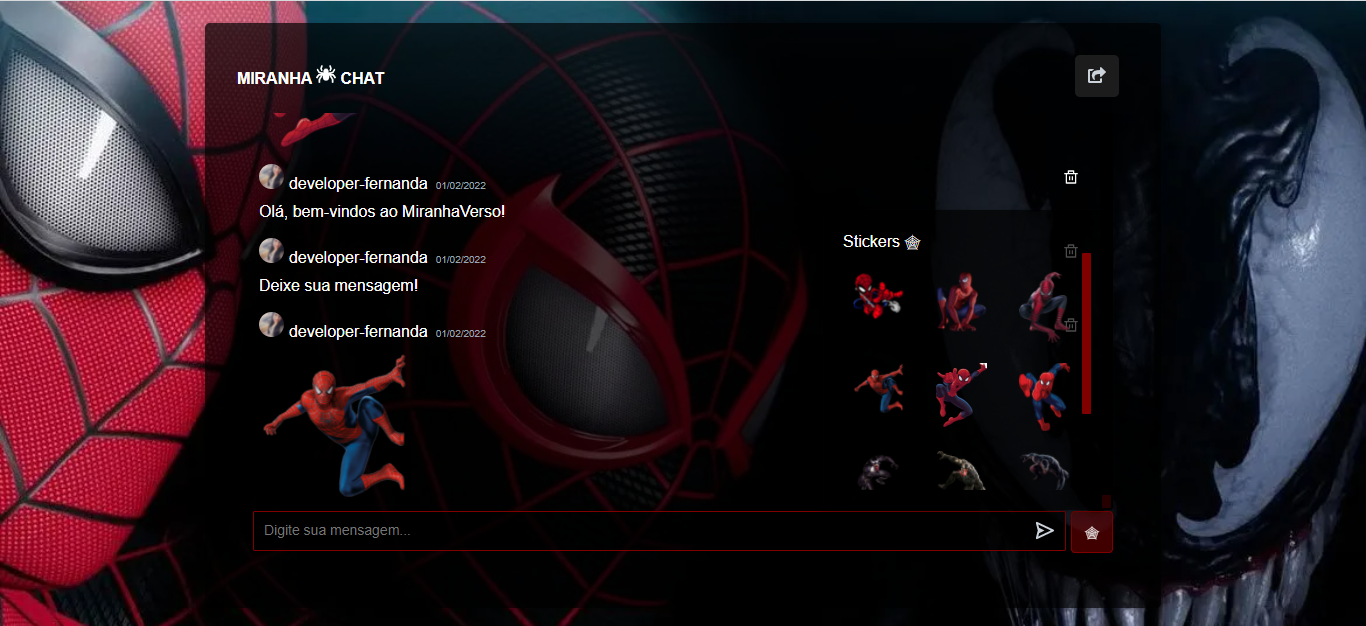 MIRANHA CHAT
developer-fernanda 01/02/2022
Olá, bem-vindos ao MiranhaVerso!
developer-fernanda 01/02/2022
Deixe sua mensagem!
developer-fernanda 01/02/2022
Stickers
Digite sua mensagem...